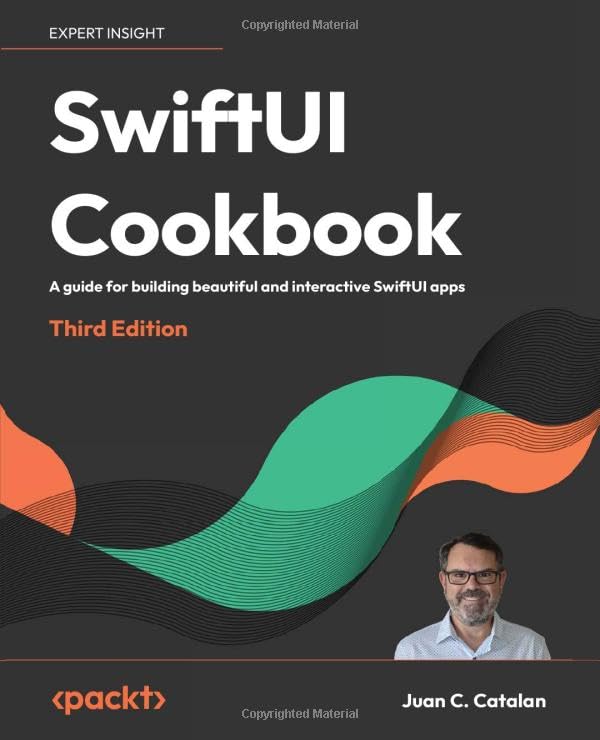 Copyrighted Material
EXPERT INSIGHT
SwiftUI
Cookbook
A guide for building beautiful and interactive SwiftUI apps
Third Edition
<packt>
Juan C. Catalan
Copyrighted Material